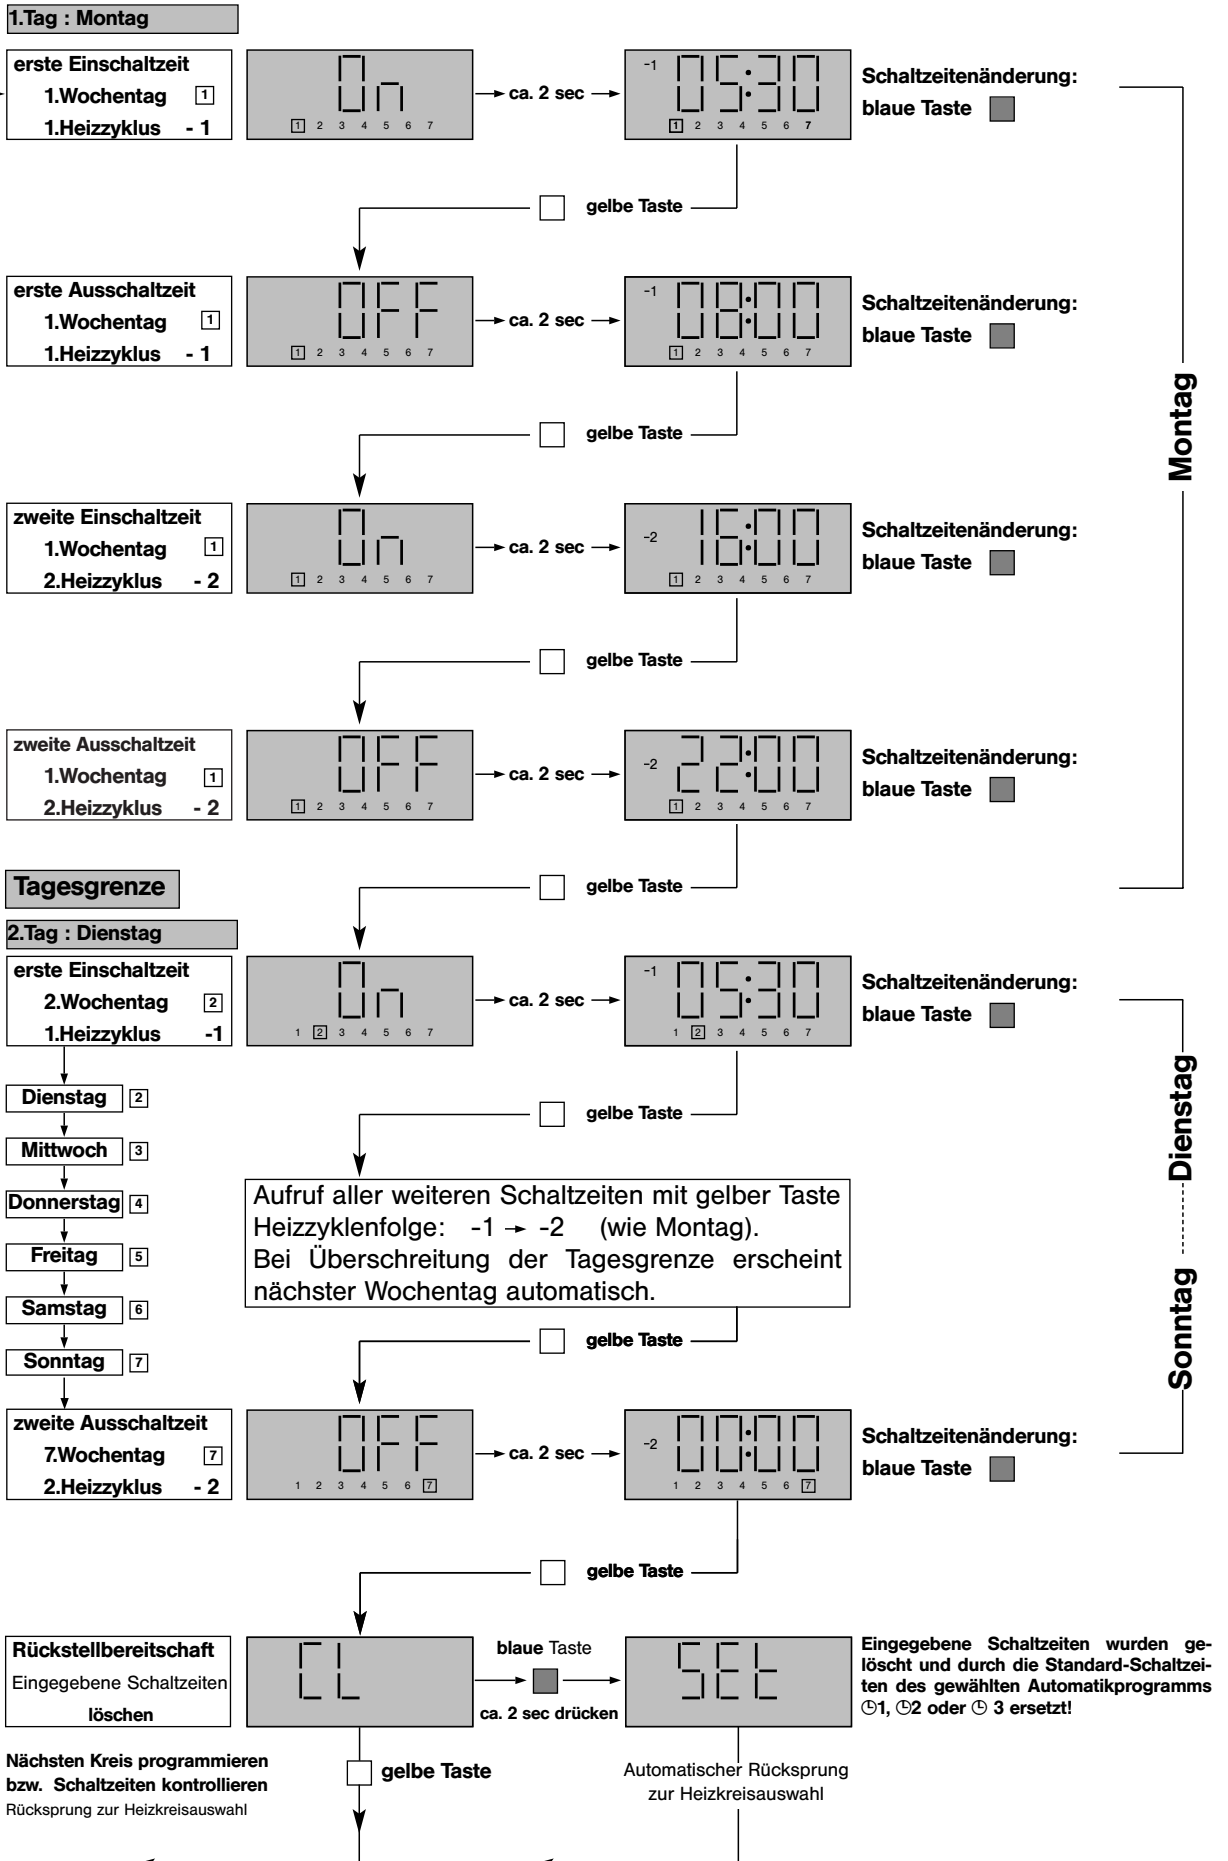 1.Tag : Montag
erste Einschaltzeit
1.Wochentag 1
1.Heizzyklus - 1
On
1 2 3 4 5 6 7
ca. 2 sec
-1 05:30
1 2 3 4 5 6 7
Schaltzeitenänderung:
blaue Taste
gelbe Taste
erste Ausschaltzeit
1.Wochentag 1
1.Heizzyklus - 1
OFF
1 2 3 4 5 6 7
ca. 2 sec
-1 08:00
1 2 3 4 5 6 7
Schaltzeitenänderung:
blaue Taste
gelbe Taste
Montag
zweite Einschaltzeit
1.Wochentag 1
2.Heizzyklus - 2
On
1 2 3 4 5 6 7
ca. 2 sec
-2 16:00
1 2 3 4 5 6 7
Schaltzeitenänderung:
blaue Taste
gelbe Taste
zweite Ausschaltzeit
1.Wochentag 1
2.Heizzyklus - 2
OFF
1 2 3 4 5 6 7
ca. 2 sec
-2 22:00
1 2 3 4 5 6 7
Schaltzeitenänderung:
blaue Taste
Tagesgrenze
gelbe Taste
2.Tag : Dienstag
erste Einschaltzeit
2.Wochentag 2
1.Heizzyklus -1
On
1 2 3 4 5 6 7
ca. 2 sec
-1 05:30
1 2 3 4 5 6 7
Schaltzeitenänderung:
blaue Taste
Dienstag 2
Mittwoch 3
Donnerstag 4
Freitag 5
Samstag 6
Sonntag 7
gelbe Taste
Aufruf aller weiteren Schaltzeiten mit gelber Taste
Heizzyklenfolge: -1 → -2 (wie Montag).
Bei Überschreitung der Tagesgrenze erscheint
nächster Wochentag automatisch.
gelbe Taste
Dienstag
Sonntag
zweite Ausschaltzeit
7.Wochentag 7
2.Heizzyklus - 2
OFF
1 2 3 4 5 6 7
ca. 2 sec
-2 00:00
1 2 3 4 5 6 7
Schaltzeitenänderung:
blaue Taste
gelbe Taste
Rückstellbereitschaft
Eingegebene Schaltzeiten
löschen
CL
blaue Taste
ca. 2 sec drücken
SEt
Eingegebene Schaltzeiten wurden ge-
löscht und durch die Standard-Schaltzei-
ten des gewählten Automatikprogramms
🕒1, 🕒2 oder 🕒 3 ersetzt!
Nächsten Kreis programmieren
bzw. Schaltzeiten kontrollieren
Rücksprung zur Heizkreisauswahl
gelbe Taste
Automatischer Rücksprung
zur Heizkreisauswahl